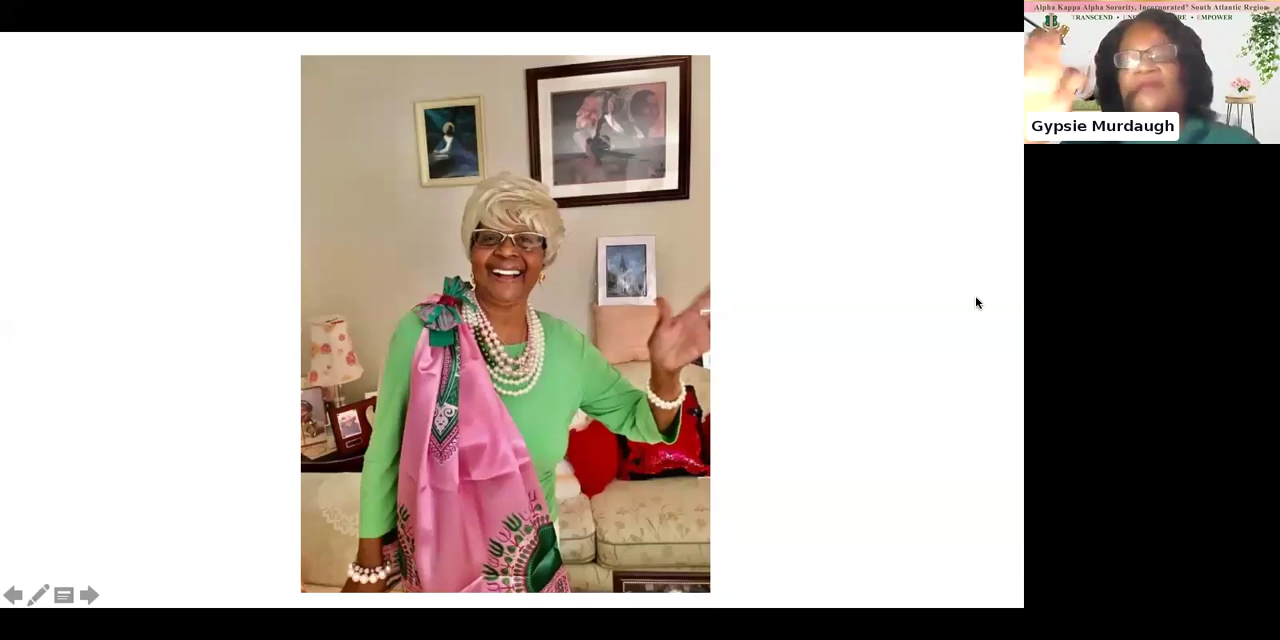 Alpha Kappa Alpha Sorority, Incorporated® South Atlantic Region
TRANSCEND • EMPOWER
Gypsie Murdaugh